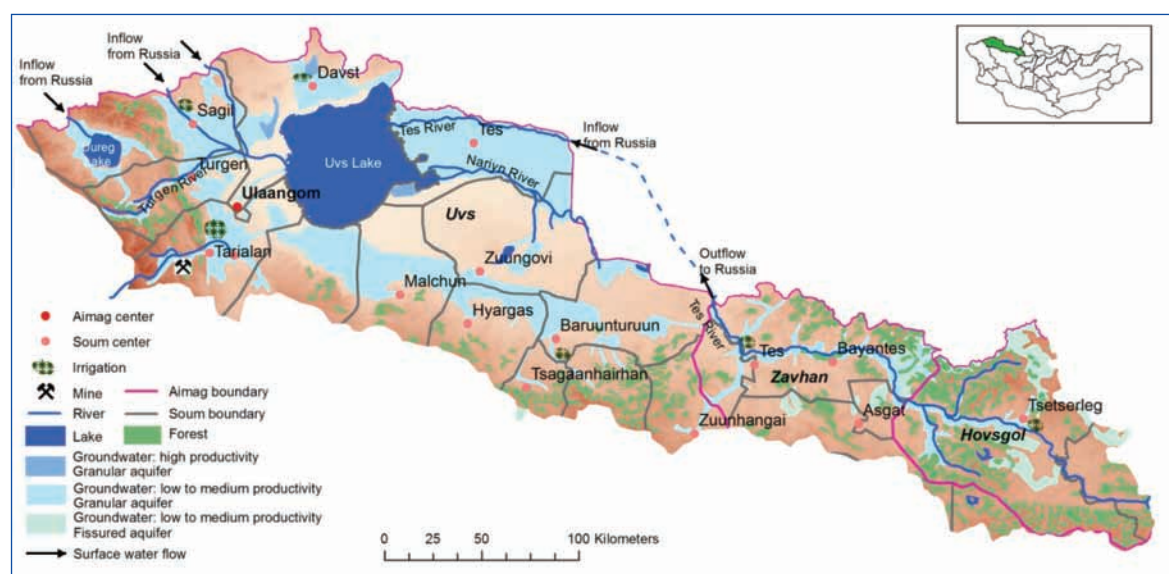 Inflow
from Russia
Inflow
from Russia
Inflow
from Russia
Davst
Sagil
Tes River
Tes
Inflow
from Russia
Uvs Lake
Nariyn River
Turgen
Turgen River
Ulaangom
Uvs
Zuungovi
Outflow
to Russia
Tarialan
Malchun
Hyargas
Baruunturuun
Tes River
Tes
Bayantes
Tsagaanhairhan
Zavhan
Zuunhangai
Asgat
Tsetserleg
Hovsgol
Aimag center
Soum center
Irrigation
Mine
Aimag boundary
River
Soum boundary
Lake
Forest
Groundwater: high productivity
Granular aquifer
Groundwater: low to medium productivity
Granular aquifer
Groundwater: low to medium productivity
Fissured aquifer
Surface water flow
0 25 50 100 Kilometers